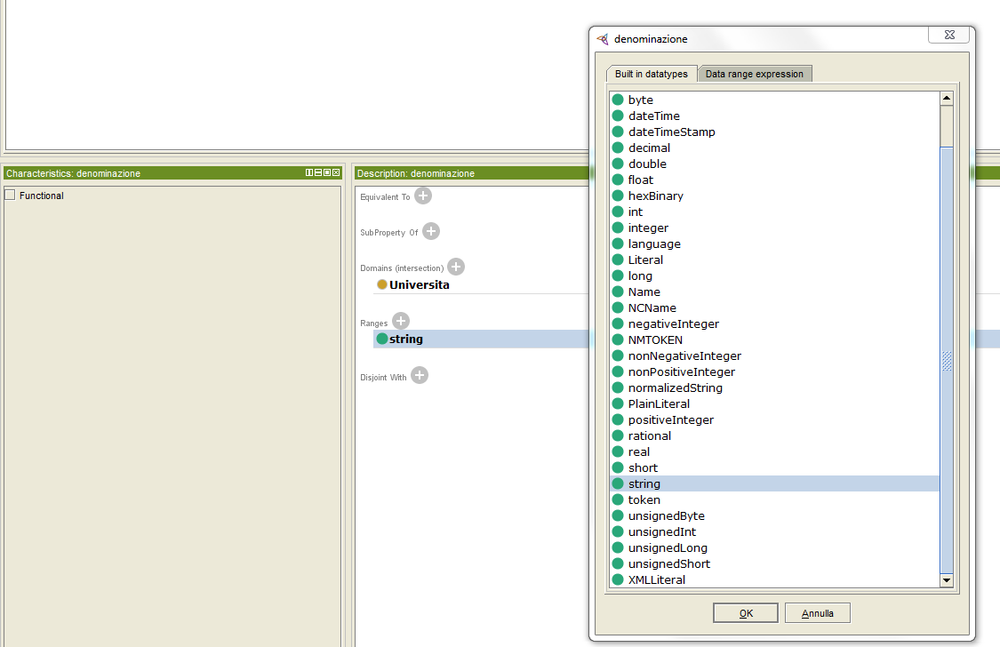 Characteristics: denominazione
Functional
Description: denominazione
Equivalent To
SubProperty Of
Domains (intersection)
Universita
Ranges
string
Disjoint With
denominazione
Built in datatypes
Data range expression
byte
dateTime
dateTimeStamp
decimal
double
float
hexBinary
int
integer
language
Literal
long
Name
NCName
negativeInteger
NMTOKEN
nonNegativeInteger
nonPositiveInteger
normalizedString
PlainLiteral
positiveInteger
rational
real
short
string
token
unsignedByte
unsignedInt
unsignedLong
unsignedShort
XMLLiteral
OK
Annulla